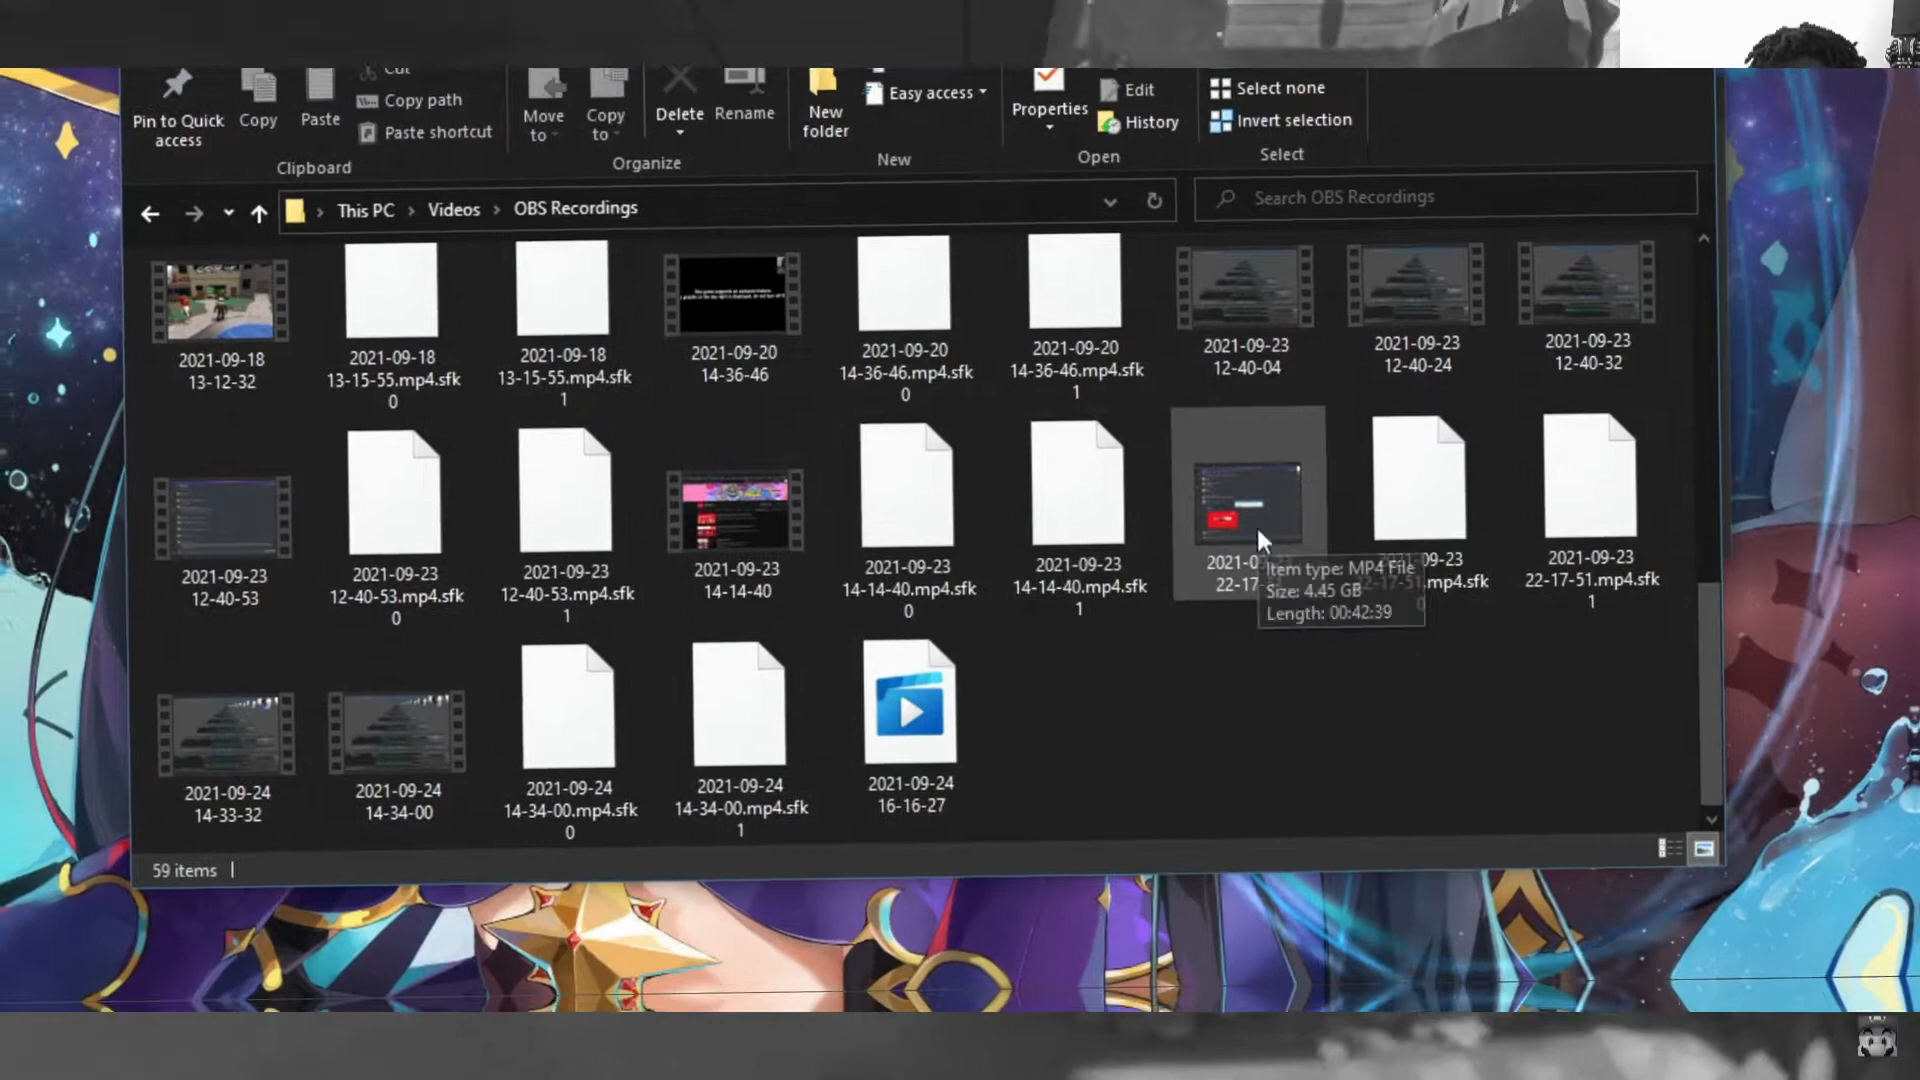 Cut
Pin to Quick
access
Copy
Paste
Copy path
Paste shortcut
Clipboard
Move
to
Copy
to
Delete
Rename
Organize
New
folder
Easy access
New
Properties
Edit
History
Open
Select none
Invert selection
Select
This PC > Videos > OBS Recordings
Search OBS Recordings
2021-09-18
13-12-32
2021-09-18
13-15-55.mp4.sfk
0
2021-09-18
13-15-55.mp4.sfk
1
2021-09-20
14-36-46
2021-09-20
14-36-46.mp4.sfk
0
2021-09-20
14-36-46.mp4.sfk
1
2021-09-23
12-40-04
2021-09-23
12-40-24
2021-09-23
12-40-32
2021-09-23
12-40-53
2021-09-23
12-40-53.mp4.sfk
0
2021-09-23
12-40-53.mp4.sfk
1
2021-09-23
14-14-40
2021-09-23
14-14-40.mp4.sfk
0
2021-09-23
14-14-40.mp4.sfk
1
2021-09-23
22-17-51.mp4.sfk
0
2021-09-23
22-17-51.mp4.sfk
1
Item type: MP4 File
Size: 4.45 GB
Length: 00:42:39
2021-09-24
14-33-32
2021-09-24
14-34-00
2021-09-24
14-34-00.mp4.sfk
0
2021-09-24
14-34-00.mp4.sfk
1
2021-09-24
16-16-27
59 items